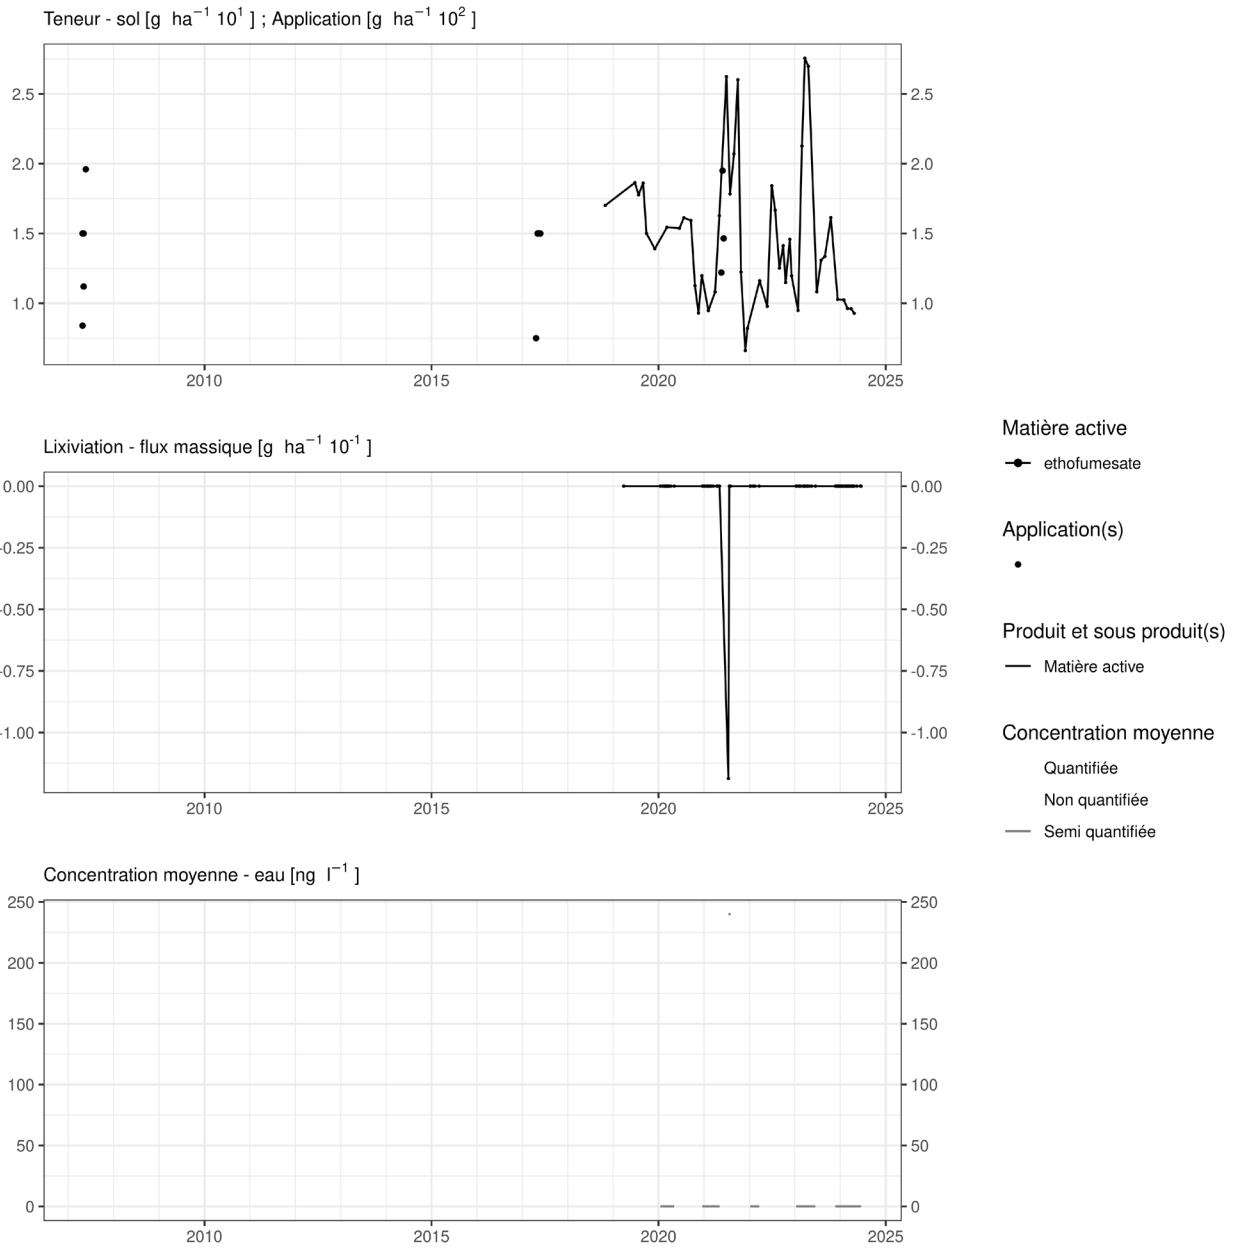 Teneur - sol [g ha⁻¹ 10¹ ] ; Application [g ha⁻¹ 10² ]
2.5 2.5
2.0 2.0
1.5 1.5
1.0 1.0
2010 2015 2020 2025
Lixiviation - flux massique [g ha⁻¹ 10⁻¹ ]
0.00 0.00
-0.25 -0.25
-0.50 -0.50
-0.75 -0.75
-1.00 -1.00
2010 2015 2020 2025
Concentration moyenne - eau [ng l⁻¹ ]
250 250
200 200
150 150
100 100
50 50
0 0
2010 2015 2020 2025
Matière active
ethofumesate
Application(s)
Produit et sous produit(s)
Matière active
Concentration moyenne
Quantifiée
Non quantifiée
Semi quantifiée